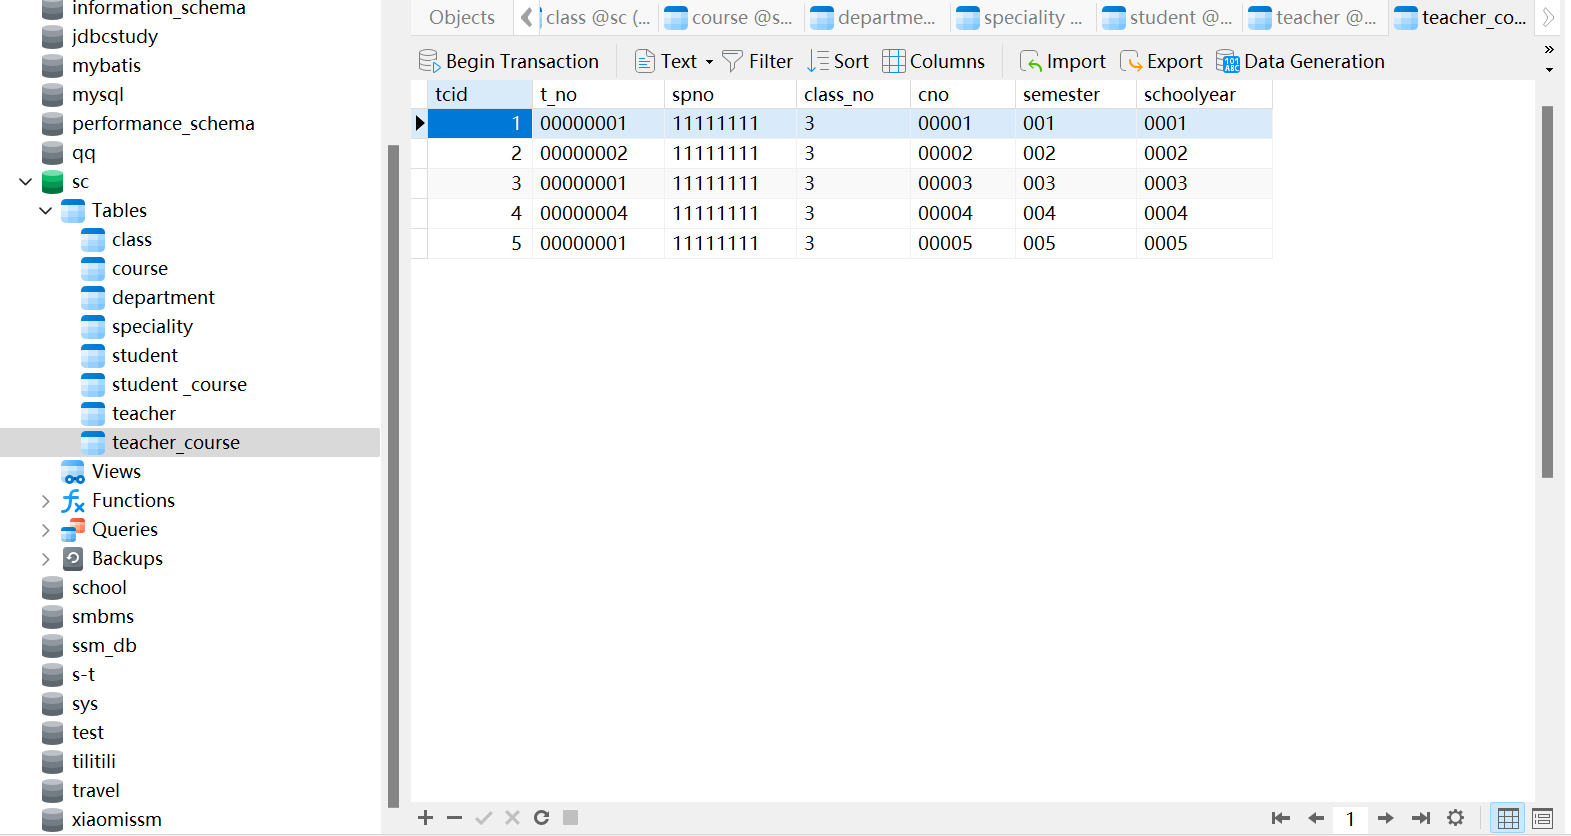 information_schema
jdbcstudy
mybatis
mysql
performance_schema
qq
sc
Tables
class
course
department
speciality
student
student _course
teacher
teacher_course
Views
Functions
Queries
Backups
school
smbms
ssm_db
s-t
sys
test
tilitili
travel
xiaomissm
Objects class @sc (... course @s... departme... speciality ... student @... teacher @... teacher_co...
Begin Transaction Text Filter Sort Columns Import Export Data Generation
tcid t_no spno class_no cno semester schoolyear
1 00000001 11111111 3 00001 001 0001
2 00000002 11111111 3 00002 002 0002
3 00000001 11111111 3 00003 003 0003
4 00000004 11111111 3 00004 004 0004
5 00000001 11111111 3 00005 005 0005
1